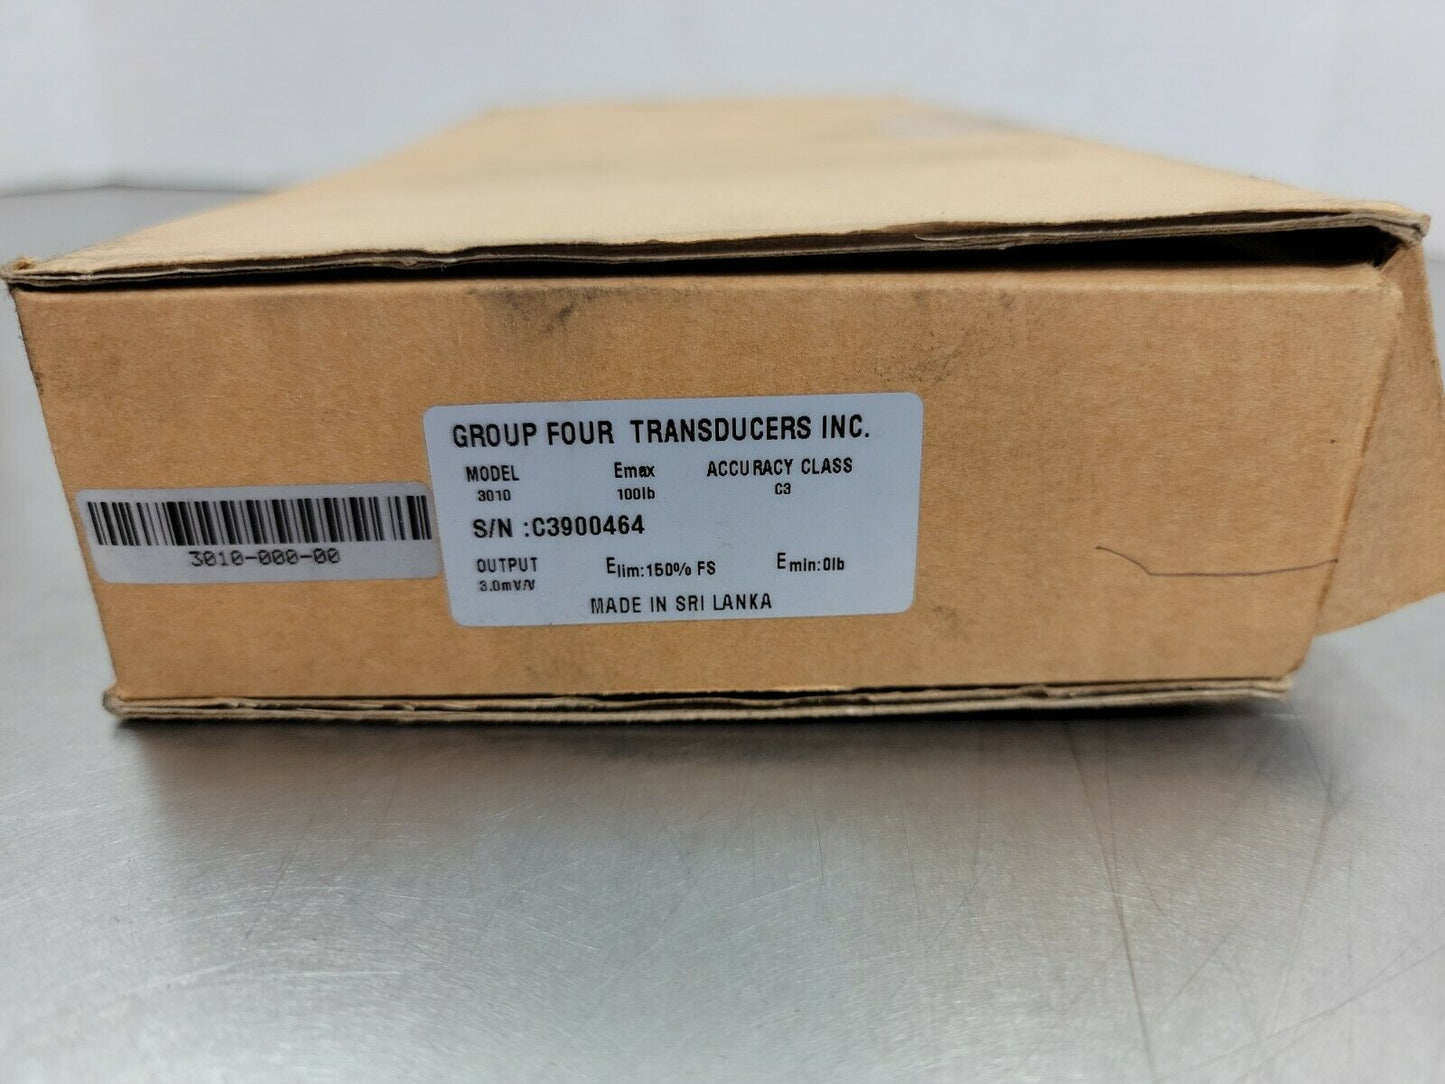 GROUP FOUR TRANSDUCERS INC.
MODEL Emax ACCURACY CLASS
3010 100lb C3
S/N :C3900464
OUTPUT Elim:150% FS Emin:0lb
3.0mV/V
MADE IN SRI LANKA
3010-000-00